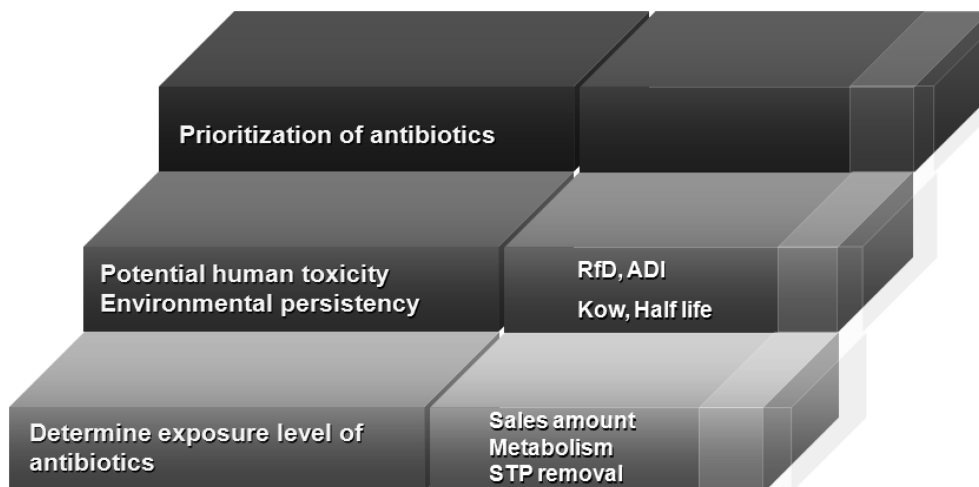 Prioritization of antibiotics
Potential human toxicity
Environmental persistency
RfD, ADI
Kow, Half life
Determine exposure level of
antibiotics
Sales amount
Metabolism
STP removal